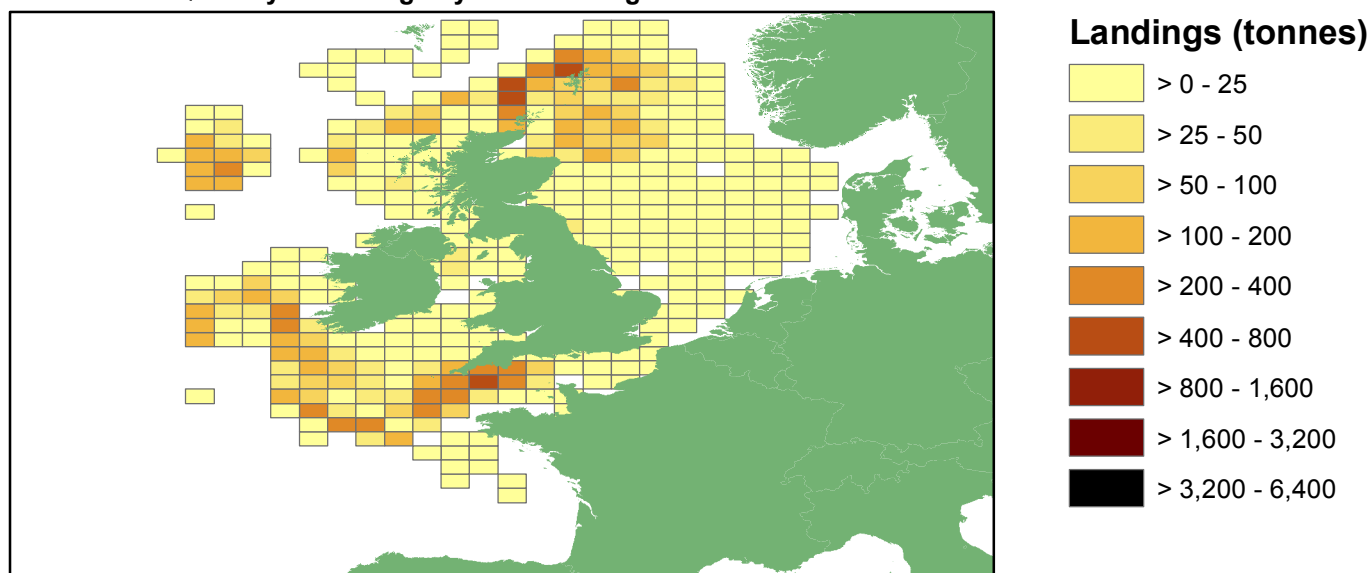 Landings (tonnes)
> 0 - 25
> 25 - 50
> 50 - 100
> 100 - 200
> 200 - 400
> 400 - 800
> 800 - 1,600
> 1,600 - 3,200
> 3,200 - 6,400